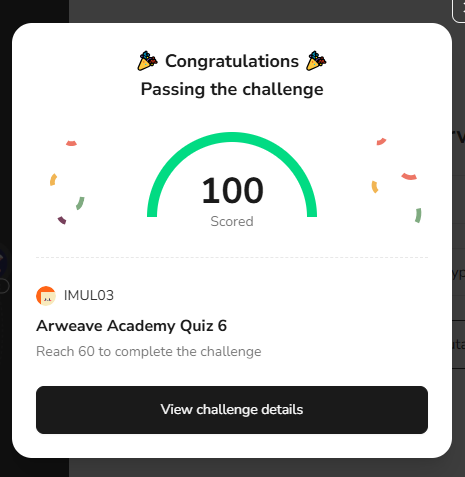 Congratulations
Passing the challenge
100
Scored
IMUL03
Arweave Academy Quiz 6
Reach 60 to complete the challenge
View challenge details